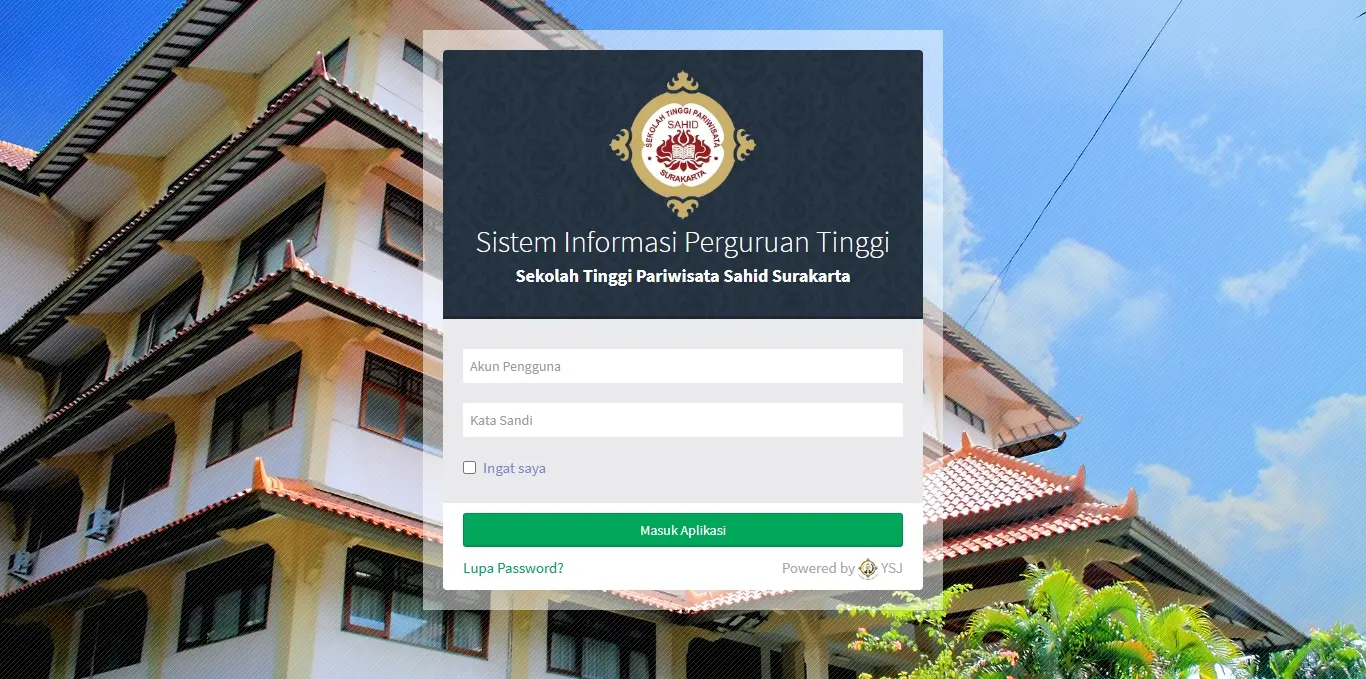 SEKOLAH TINGGI PARIWISATA
SAHID
SURAKARTA
Sistem Informasi Perguruan Tinggi
Sekolah Tinggi Pariwisata Sahid Surakarta
Akun Pengguna
Kata Sandi
Ingat saya
Masuk Aplikasi
Lupa Password?
Powered by YSJ